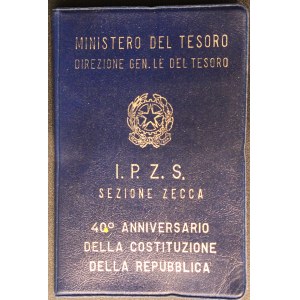 MINISTERO DEL TESORO
DIREZIONE GEN.LE DEL TESORO
I.P.Z.S.
SEZIONE ZECCA
40° ANNIVERSARIO
DELLA COSTITUZIONE
DELLA REPUBBLICA